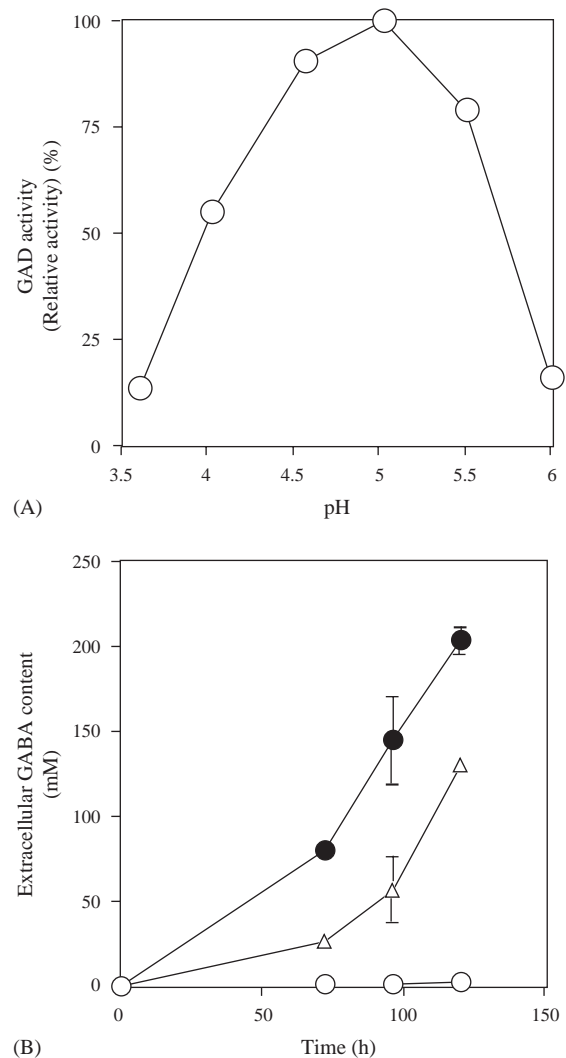 100
75
50
25
0
GAD activity
(Relative activity) (%)
3.5 4 4.5 5 5.5 6
(A) pH
250
200
150
100
50
0
Extracellular GABA content
(mM)
0 50 100 150
(B) Time (h)